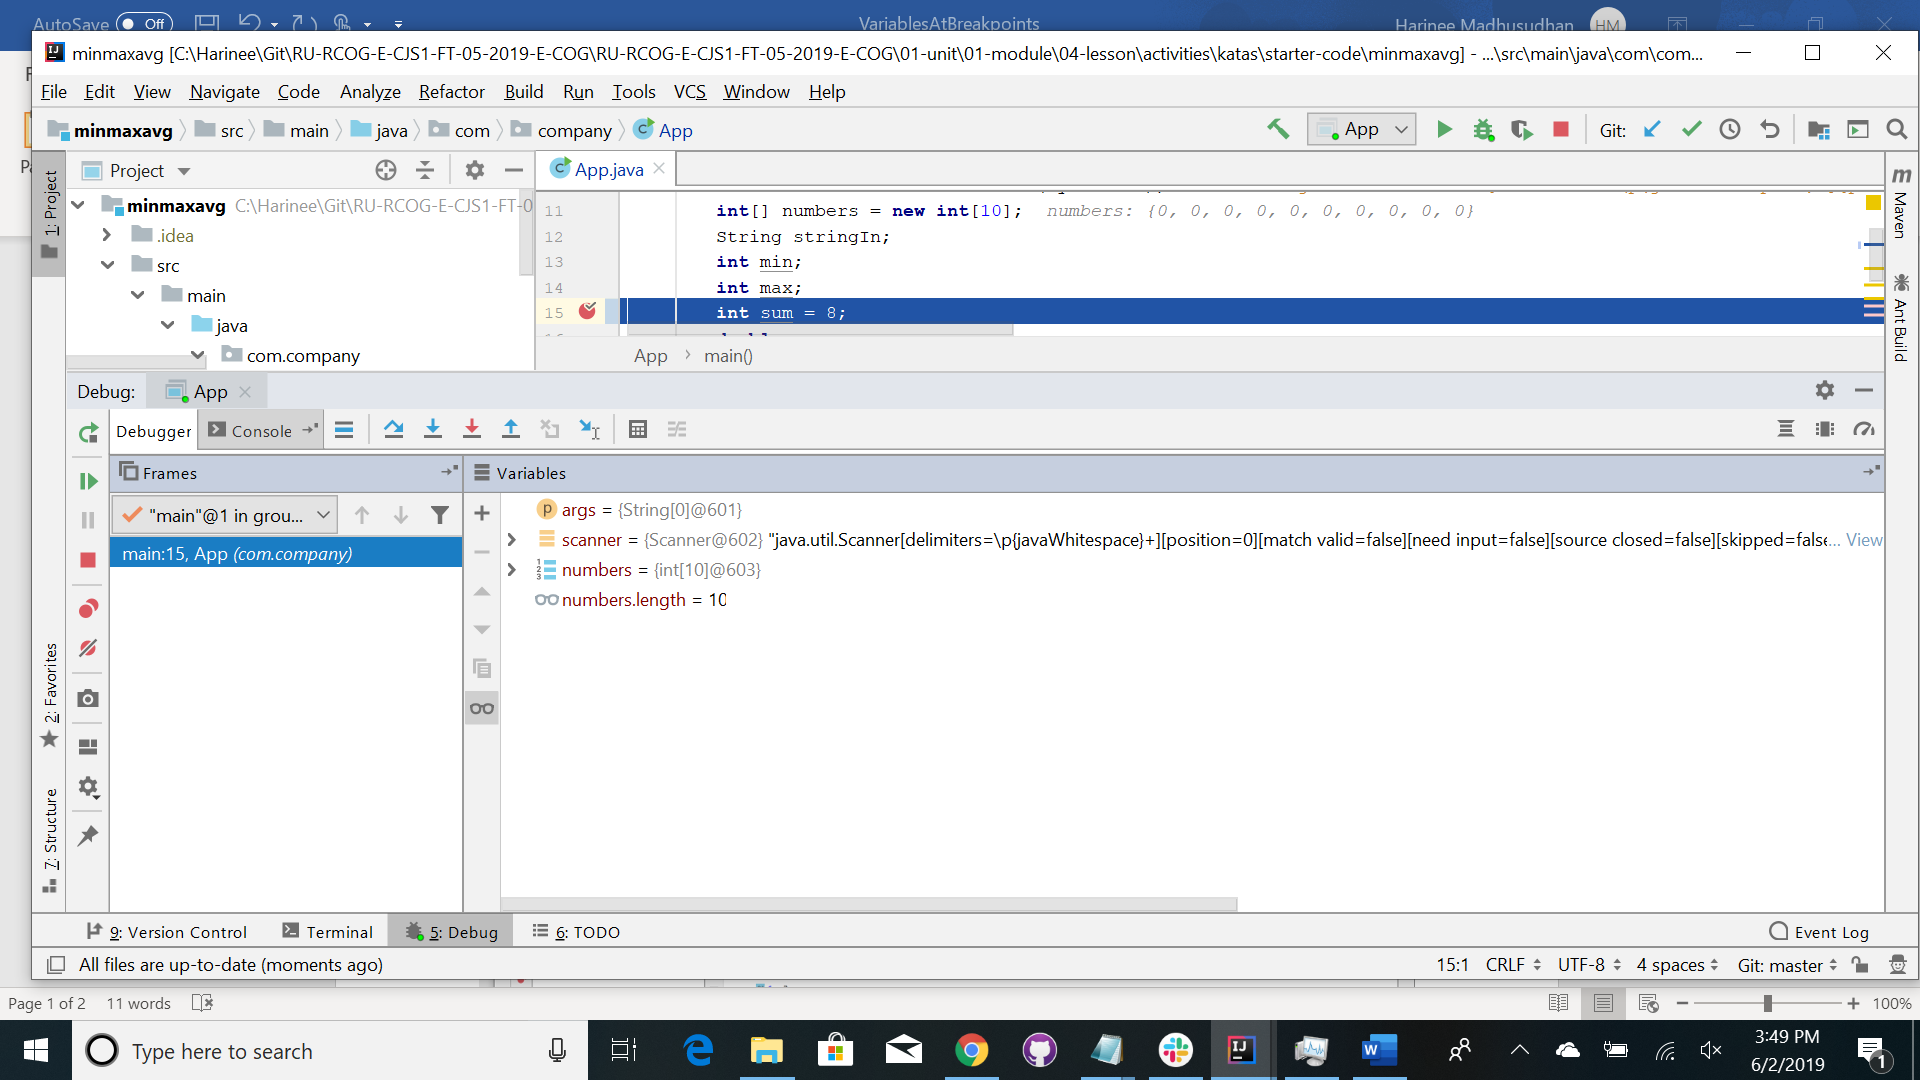 AutoSave Off VariablesAtBreakpoints Harinee Madhusudhan HM
minmaxavg [C:\Harinee\Git\RU-RCOG-E-CJS1-FT-05-2019-E-COG\RU-RCOG-E-CJS1-FT-05-2019-E-COG\01-unit\01-module\04-lesson\activities\katas\starter-code\minmaxavg] - ...\src\main\java\com\com...
File Edit View Navigate Code Analyze Refactor Build Run Tools VCS Window Help
minmaxavg src main java com company App App Git:
1: Project
Project
App.java
minmaxavg C:\Harinee\Git\RU-RCOG-E-CJS1-FT-0
.idea
src
main
java
com.company
11 int[] numbers = new int[10]; numbers: {0, 0, 0, 0, 0, 0, 0, 0, 0, 0}
12 String stringIn;
13 int min;
14 int max;
15 int sum = 8;
App main()
Maven
Ant Build
Debug: App
Debugger Console
Frames
Variables
"main"@1 in grou...
main:15, App (com.company)
args = {String[0]@601}
scanner = {Scanner@602} "java.util.Scanner[delimiters=\p{javaWhitespace}+][position=0][match valid=false][need input=false][source closed=false][skipped=false... View
numbers = {int[10]@603}
numbers.length = 10
2: Favorites
7: Structure
9: Version Control Terminal 5: Debug 6: TODO Event Log
All files are up-to-date (moments ago) 15:1 CRLF UTF-8 4 spaces Git: master
Page 1 of 2 11 words 100%
Type here to search
3:49 PM
6/2/2019
1